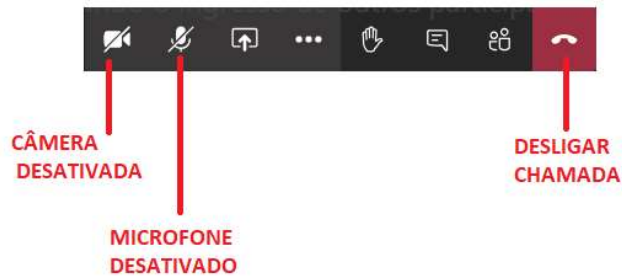 CÂMERA
DESATIVADA
MICROFONE
DESATIVADO
DESLIGAR
CHAMADA